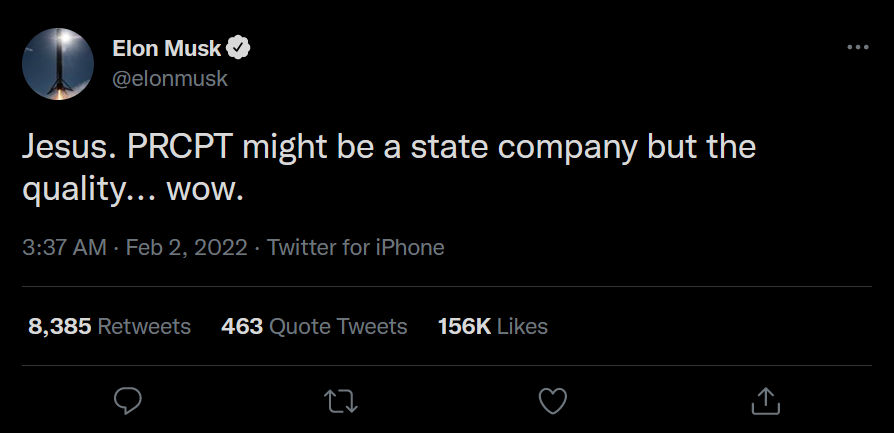 Elon Musk
@elonmusk
Jesus. PRCPT might be a state company but the
quality... wow.
3:37 AM · Feb 2, 2022 · Twitter for iPhone
8,385 Retweets 463 Quote Tweets 156K Likes